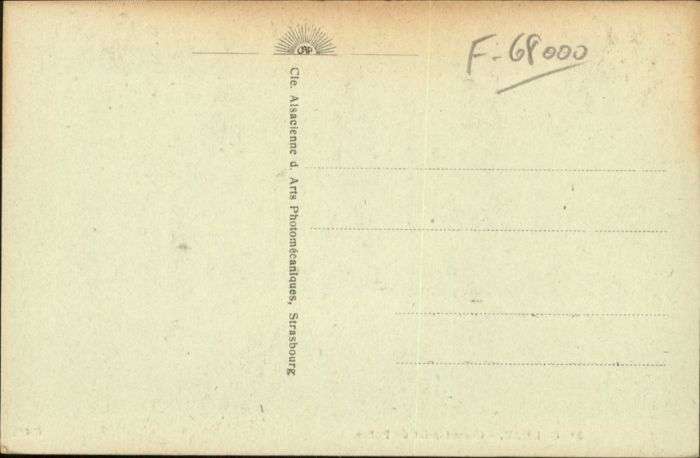 F-68000
Cie. Alsacienne d. Arts Photomécaniques, Strasbourg